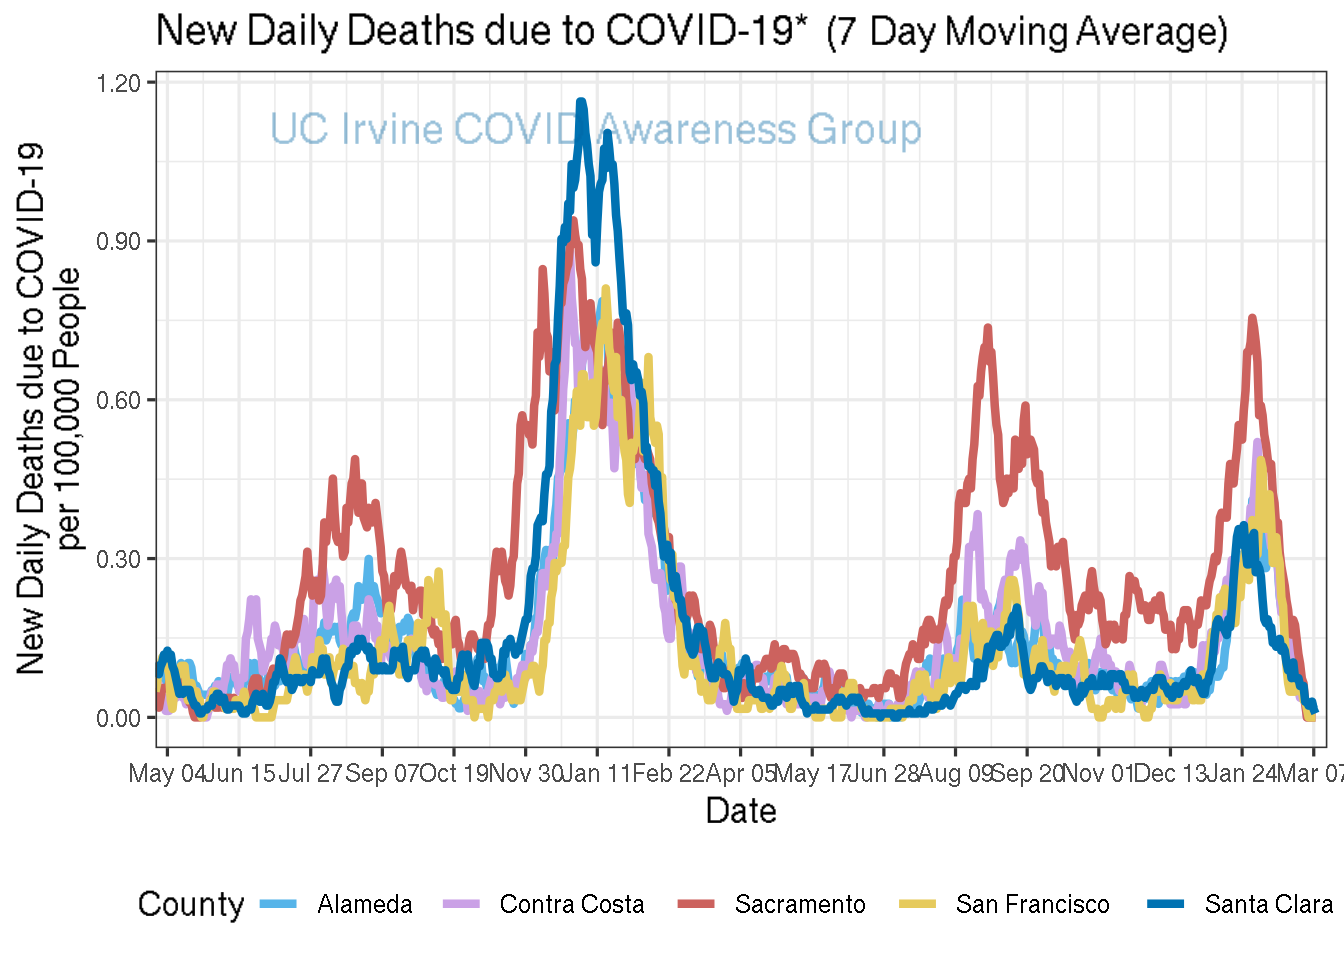 New Daily Deaths due to COVID-19* (7 Day Moving Average)
UC Irvine COVID Awareness Group
New Daily Deaths due to COVID-19
per 100,000 People
1.20
0.90
0.60
0.30
0.00
May 04 Jun 15 Jul 27 Sep 07 Oct 19 Nov 30 Jan 11 Feb 22 Apr 05 May 17 Jun 28 Aug 09 Sep 20 Nov 01 Dec 13 Jan 24 Mar 07
Date
County Alameda Contra Costa Sacramento San Francisco Santa Clara